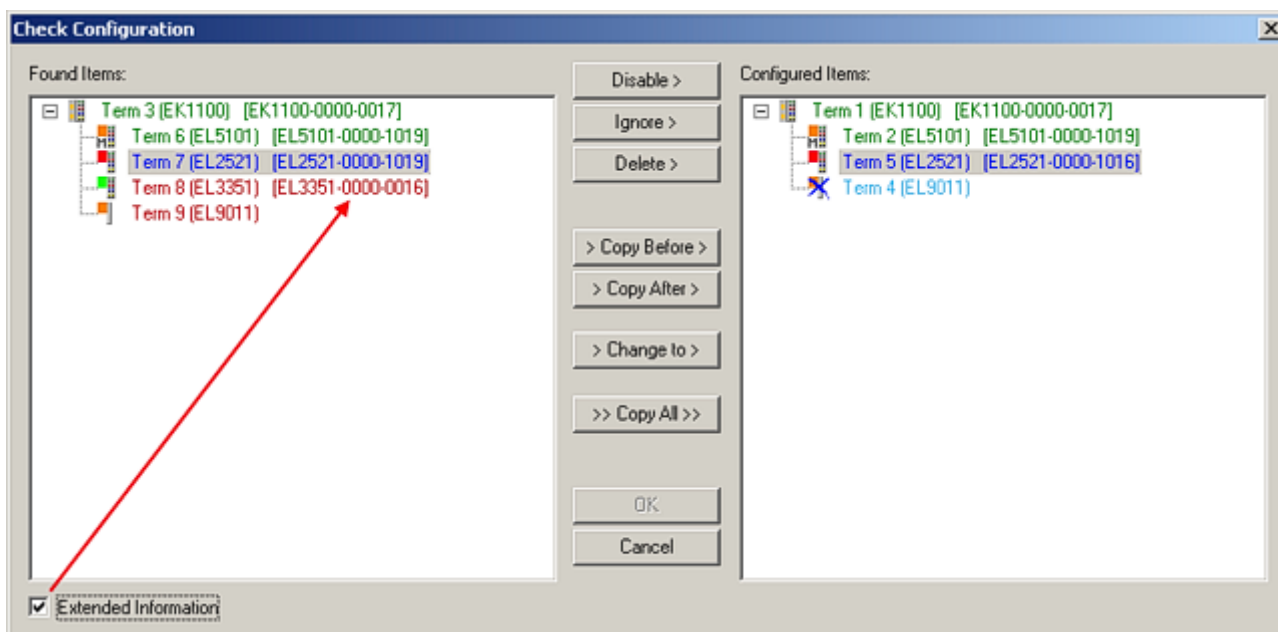 Check Configuration
Found Items:
Term 3 (EK1100) [EK1100-0000-0017]
Term 6 (EL5101) [EL5101-0000-1019]
Term 7 (EL2521) [EL2521-0000-1019]
Term 8 (EL3351) [EL3351-0000-0016]
Term 9 (EL9011)
Extended Information
Disable >
Ignore >
Delete >
> Copy Before >
> Copy After >
> Change to >
>> Copy All >>
OK
Cancel
Configured Items:
Term 1 (EK1100) [EK1100-0000-0017]
Term 2 (EL5101) [EL5101-0000-1019]
Term 5 (EL2521) [EL2521-0000-1016]
Term 4 (EL9011)